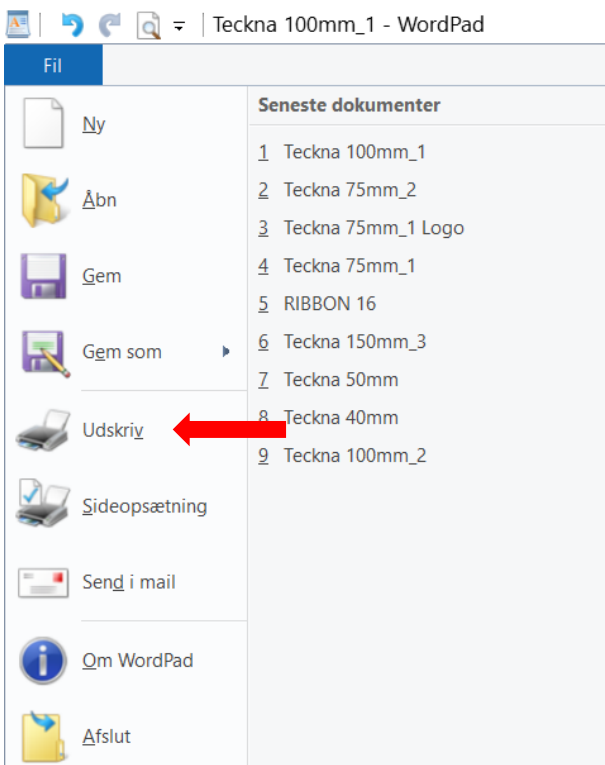 Teckna 100mm_1 - WordPad
Fil
Ny
Åbn
Gem
Gem som
Udskriv
Sideopsætning
Send i mail
Om WordPad
Afslut
Seneste dokumenter
1 Teckna 100mm_1
2 Teckna 75mm_2
3 Teckna 75mm_1 Logo
4 Teckna 75mm_1
5 RIBBON 16
6 Teckna 150mm_3
7 Teckna 50mm
8 Teckna 40mm
9 Teckna 100mm_2